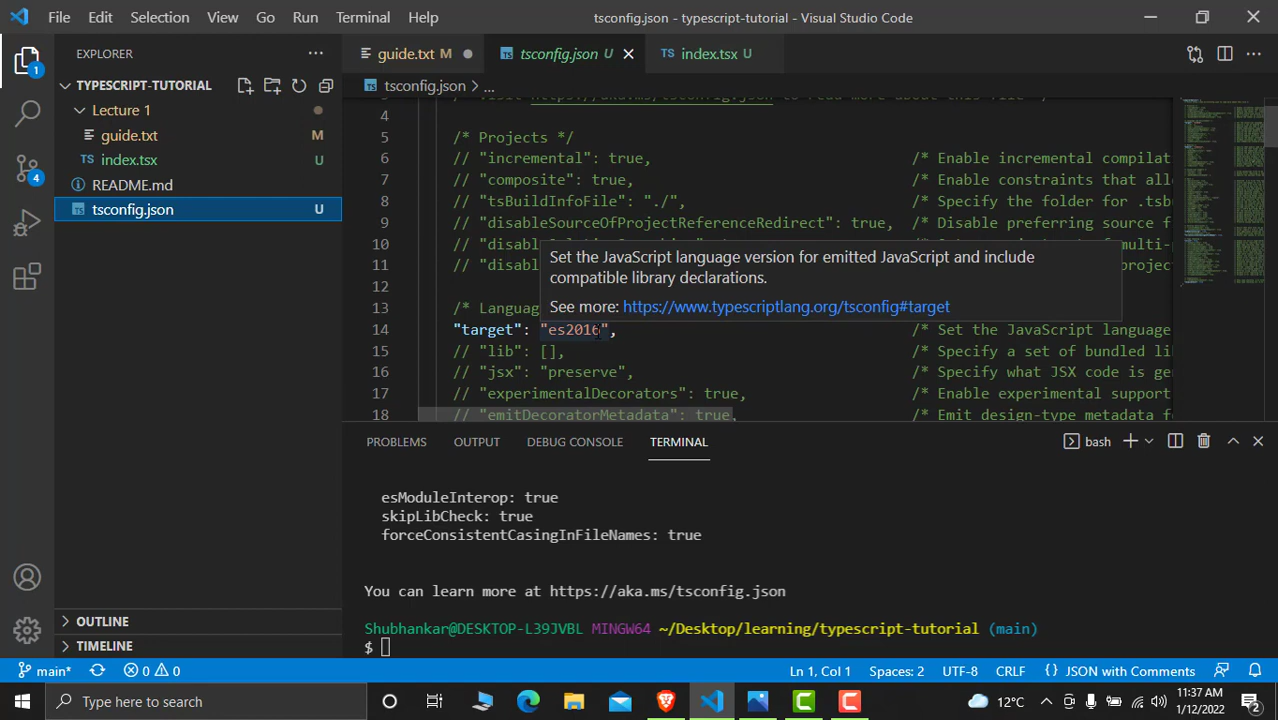 File Edit Selection View Go Run Terminal Help tsconfig.json - typescript-tutorial - Visual Studio Code
EXPLORER
TYPESCRIPT-TUTORIAL
Lecture 1
guide.txt M
index.tsx U
README.md
tsconfig.json U
OUTLINE
TIMELINE
1
4
guide.txt M tsconfig.json U index.tsx U
tsconfig.json > ...
4
5 /* Projects */
6 // "incremental": true, /* Enable incremental compilat
7 // "composite": true, /* Enable constraints that all
8 // "tsBuildInfoFile": "./", /* Specify the folder for .tsb
9 // "disableSourceOfProjectReferenceRedirect": true, /* Disable preferring source f
10
11
12
13 /* Langua
14 "target": "es2016", /* Set the JavaScript language
15 // "lib": [], /* Specify a set of bundled li
16 // "jsx": "preserve", /* Specify what JSX code is gen
17 // "experimentalDecorators": true, /* Enable experimental support
18 // "emitDecoratorMetadata": true, /* Emit design-type metadata fo
Set the JavaScript language version for emitted JavaScript and include
compatible library declarations.
See more: https://www.typescriptlang.org/tsconfig#target
PROBLEMS OUTPUT DEBUG CONSOLE TERMINAL bash
esModuleInterop: true
skipLibCheck: true
forceConsistentCasingInFileNames: true
You can learn more at https://aka.ms/tsconfig.json
Shubhankar@DESKTOP-L39JVBL MINGW64 ~/Desktop/learning/typescript-tutorial (main)
$
main* 0 0 Ln 1, Col 1 Spaces: 2 UTF-8 CRLF {} JSON with Comments
Type here to search 12°C 11:37 AM
1/12/2022
2